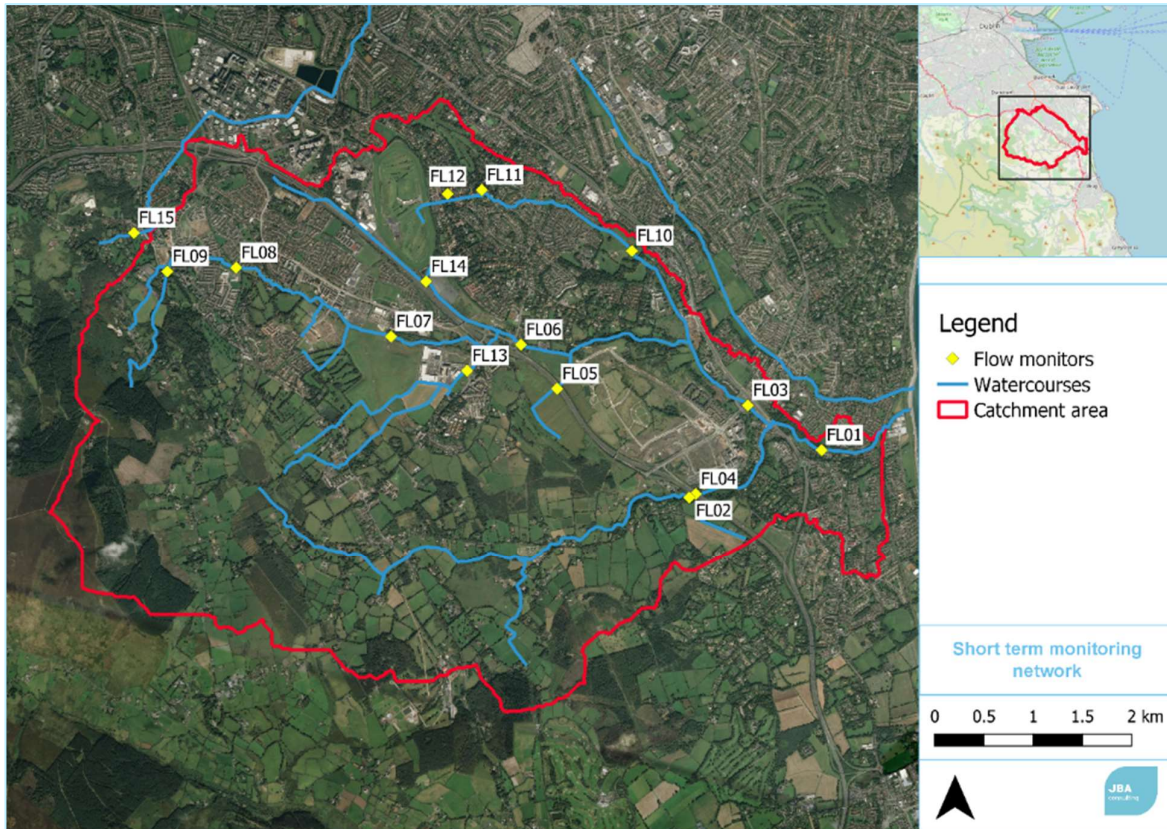 FL12
FL11
FL15
FL10
FL09
FL08
FL14
FL07
FL06
FL13
FL05
FL03
FL01
FL04
FL02
Dublin
Legend
Flow monitors
Watercourses
Catchment area
Short term monitoring
network
0 0.5 1 1.5 2 km
JBA
consulting